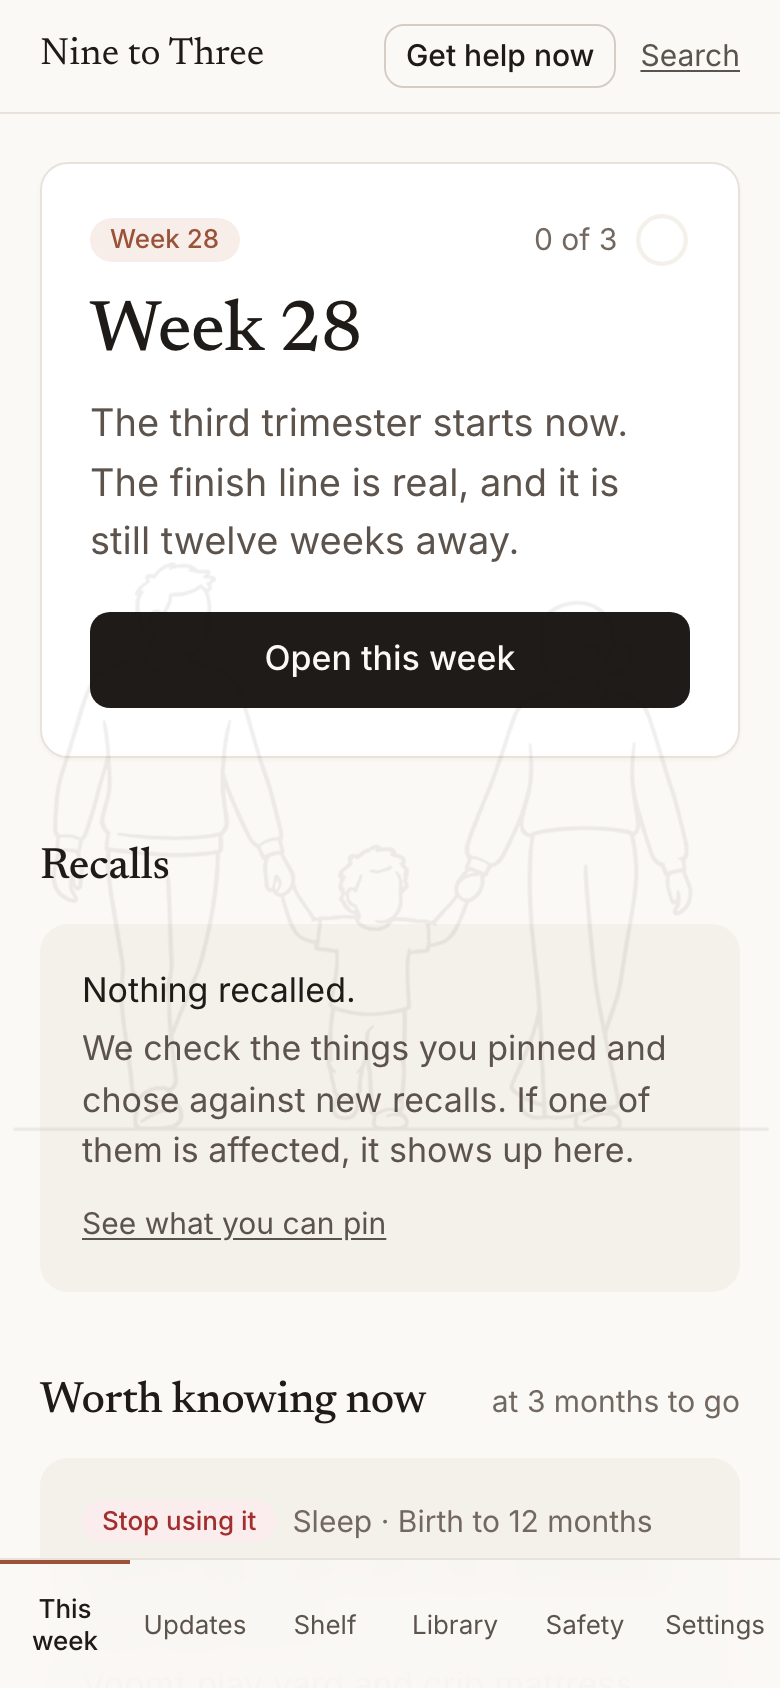 Nine to Three
Get help now
Search
Week 28
0 of 3
Week 28
The third trimester starts now.
The finish line is real, and it is
still twelve weeks away.
Open this week
Recalls
Nothing recalled.
We check the things you pinned and
chose against new recalls. If one of
them is affected, it shows up here.
See what you can pin
Worth knowing now
at 3 months to go
Stop using it
Sleep · Birth to 12 months
This
week
Updates
Shelf
Library
Safety
Settings